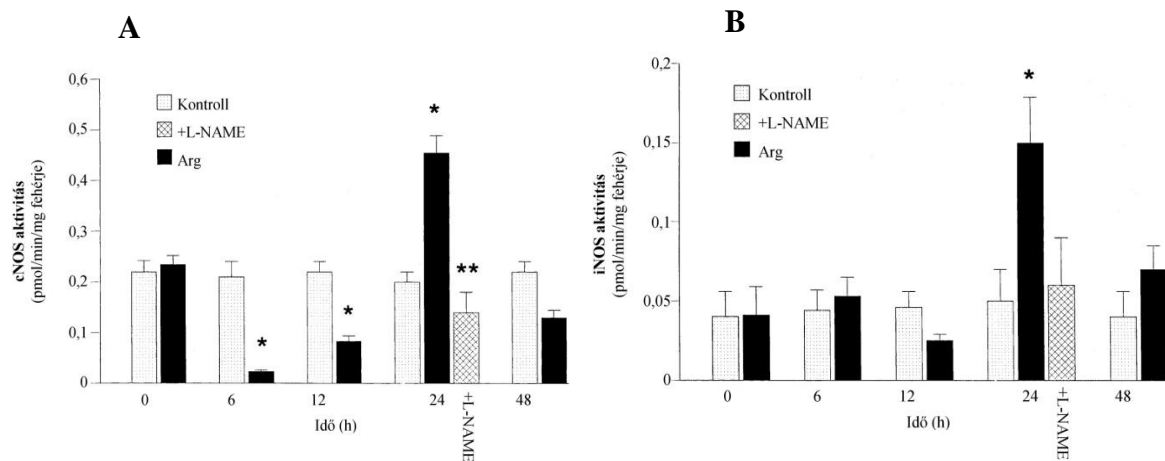 A
cNOS aktivitás
(pmol/min/mg fehérje)
0,6
0,4
0,3
0,2
0,1
0
Kontroll
+L-NAME
Arg
*
*
*
**
0
6
12
24
+L-NAME
48
Idő (h)
B
iNOS aktivitás
(pmol/min/mg fehérje)
0,2
0,15
0,1
0,05
0
Kontroll
+L-NAME
Arg
*
0
6
12
24
+L-NAME
48
Idő (h)